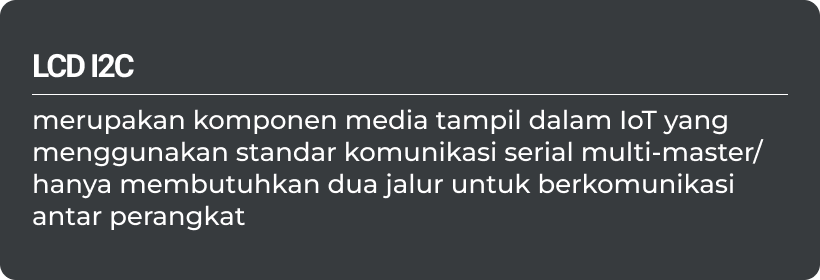 LCD I2C
merupakan komponen media tampil dalam IoT yang
menggunakan standar komunikasi serial multi-master/
hanya membutuhkan dua jalur untuk berkomunikasi
antar perangkat